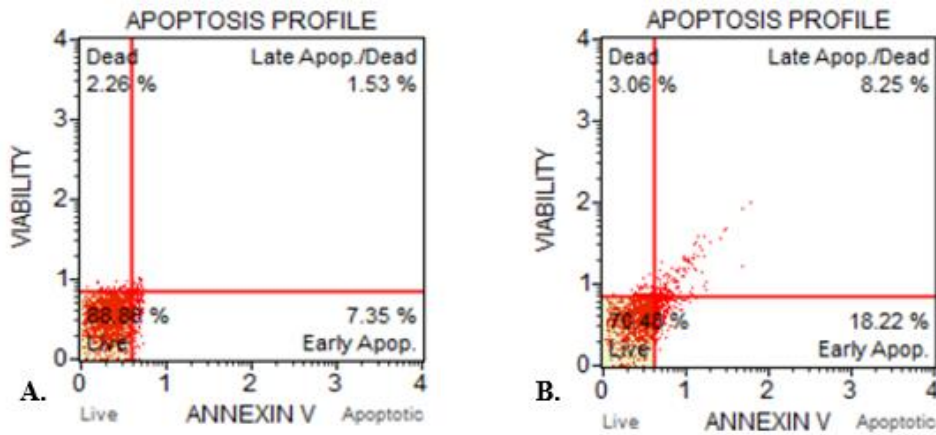 APOPTOSIS PROFILE
4
Dead Late Apop./Dead
2.26 % 1.53 %
3
VIABILITY
2
1
88.86 % 7.35 %
Live Early Apop.
0
0 1 2 3 4
A.
Live ANNEXIN V Apoptotic
APOPTOSIS PROFILE
4
Dead Late Apop./Dead
3.06 % 8.25 %
3
VIABILITY
2
1
70.48 % 18.22 %
Live Early Apop.
0
0 1 2 3 4
B.
Live ANNEXIN V Apoptotic